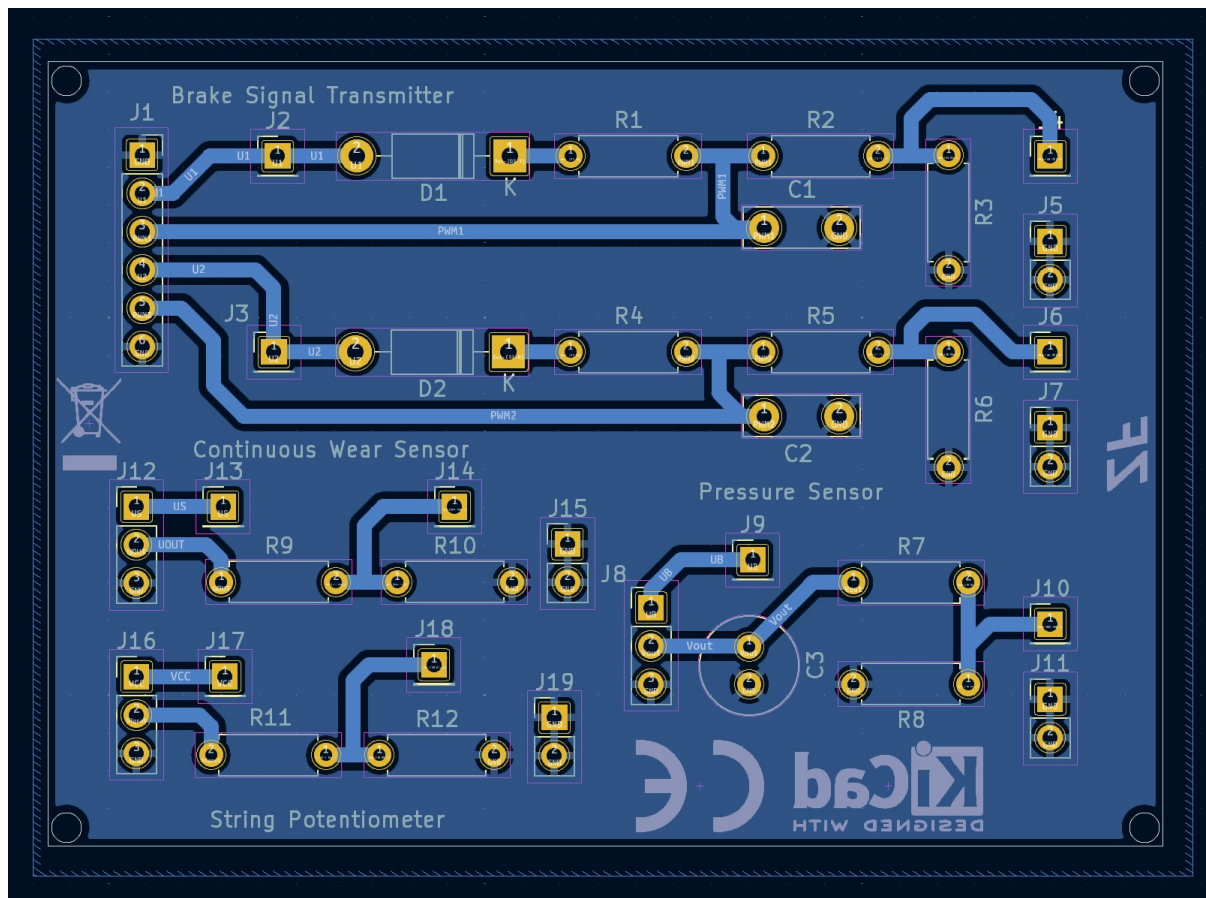 Brake Signal Transmitter
J1
J2
R1
R2
U1
U1
U1
D1
K
C1
PWM1
PWM1
R3
J5
U2
J3
U2
U2
R4
R5
J6
D2
K
PWM2
C2
R6
J7
Continuous Wear Sensor
Pressure Sensor
J12
J13
J14
J15
US
UOUT
R9
R10
J9
R7
J8
UB
UB
Vout
Vout
C3
J10
J11
R8
J16
J17
J18
VCC
R11
R12
J19
CE
KiCad
DESIGNED WITH
ZF
String Potentiometer